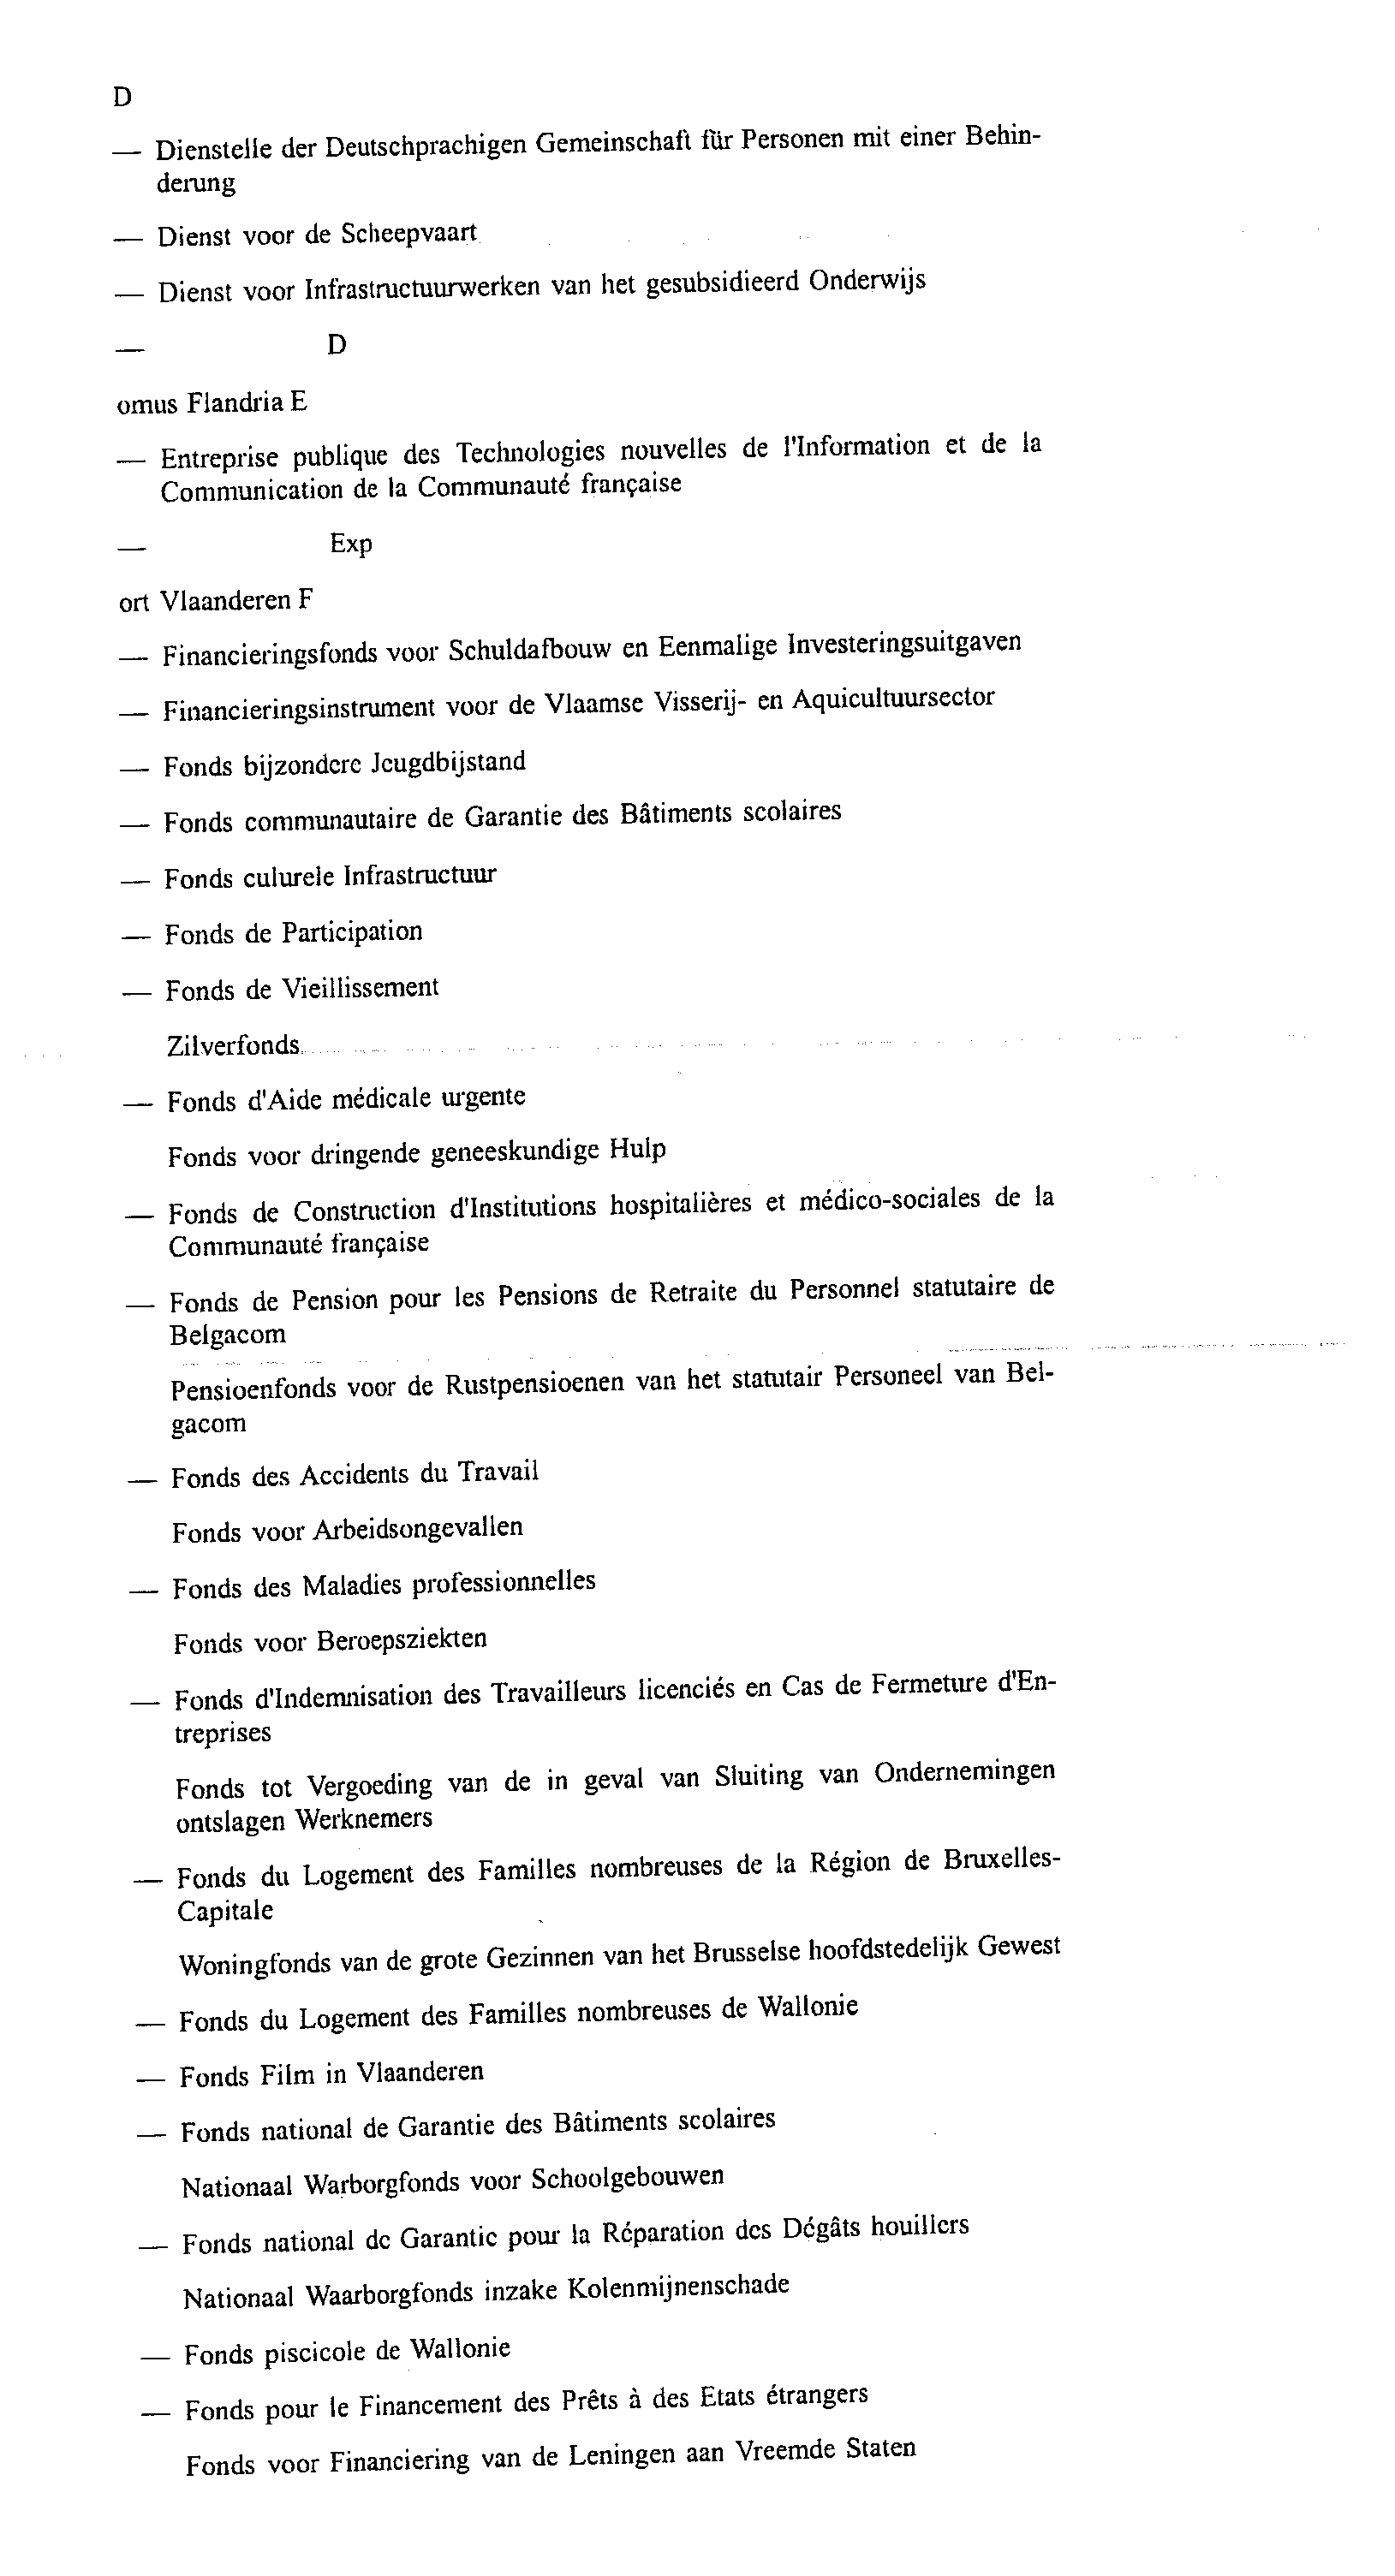 D
— Dienstelle der Deutschprachigen Gemeinschaft für Personen mit einer Behin-
derung
— Dienst voor de Scheepvaart
— Dienst voor Infrastructuurwerken van het gesubsidieerd Onderwijs
— D
omus Flandria E
— Entreprise publique des Technologies nouvelles de l'Information et de la
Communication de la Communauté française
— Exp
ort Vlaanderen F
— Financieringsfonds voor Schuldafbouw en Eenmalige Investeringsuitgaven
— Financieringsinstrument voor de Vlaamse Visserij- en Aquicultuursector
— Fonds bijzondere Jeugdbijstand
— Fonds communautaire de Garantie des Bâtiments scolaires
— Fonds culurele Infrastructuur
— Fonds de Participation
— Fonds de Vieillissement
Zilverfonds
— Fonds d'Aide médicale urgente
Fonds voor dringende geneeskundige Hulp
— Fonds de Construction d'Institutions hospitalières et médico-sociales de la
Communauté française
— Fonds de Pension pour les Pensions de Retraite du Personnel statutaire de
Belgacom
Pensioenfonds voor de Rustpensioenen van het statutair Personeel van Bel-
gacom
— Fonds des Accidents du Travail
Fonds voor Arbeidsongevallen
— Fonds des Maladies professionnelles
Fonds voor Beroepsziekten
— Fonds d'Indemnisation des Travailleurs licenciés en Cas de Fermeture d'En-
treprises
Fonds tot Vergoeding van de in geval van Sluiting van Ondernemingen
ontslagen Werknemers
— Fonds du Logement des Familles nombreuses de la Région de Bruxelles-
Capitale
Woningfonds van de grote Gezinnen van het Brusselse hoofdstedelijk Gewest
— Fonds du Logement des Familles nombreuses de Wallonie
— Fonds Film in Vlaanderen
— Fonds national de Garantie des Bâtiments scolaires
Nationaal Warborgfonds voor Schoolgebouwen
— Fonds national de Garantie pour la Réparation des Dégâts houillers
Nationaal Waarborgfonds inzake Kolenmijnenschade
— Fonds piscicole de Wallonie
— Fonds pour le Financement des Prêts à des Etats étrangers
Fonds voor Financiering van de Leningen aan Vreemde Staten